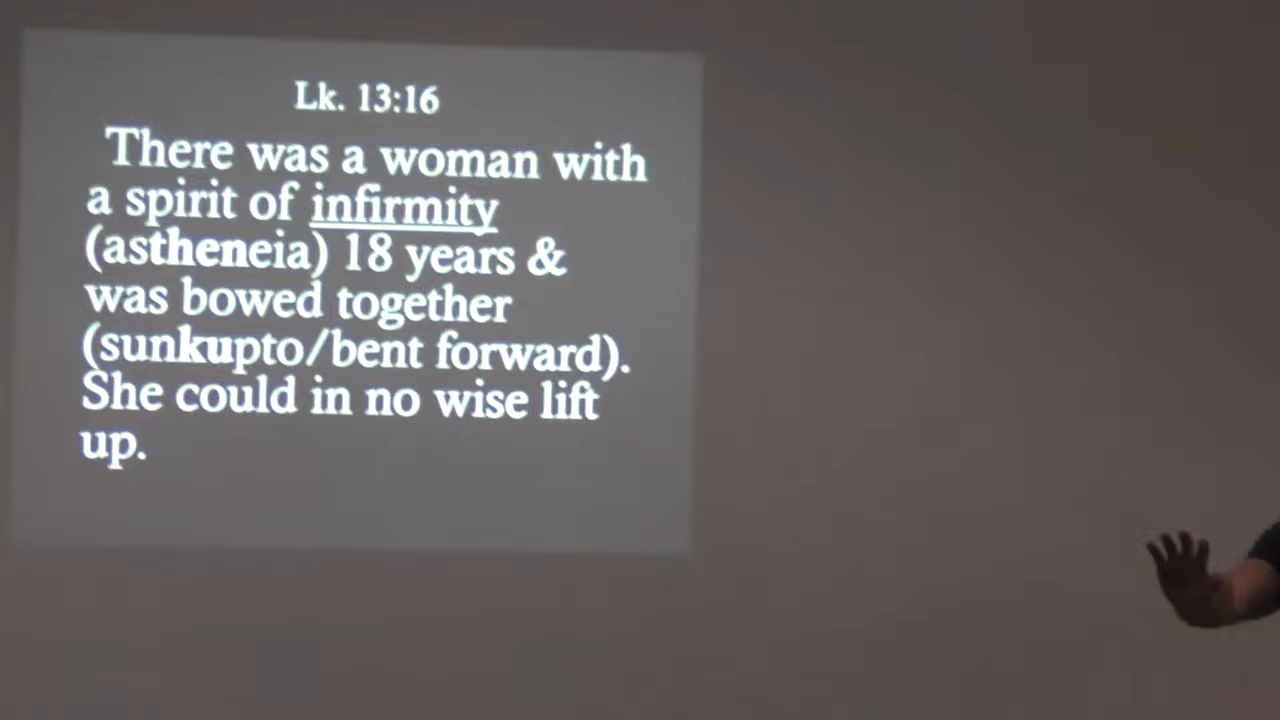 Lk. 13:16
There was a woman with
a spirit of infirmity
(astheneia) 18 years &
was bowed together
(sunkupto/bent forward).
She could in no wise lift
up.